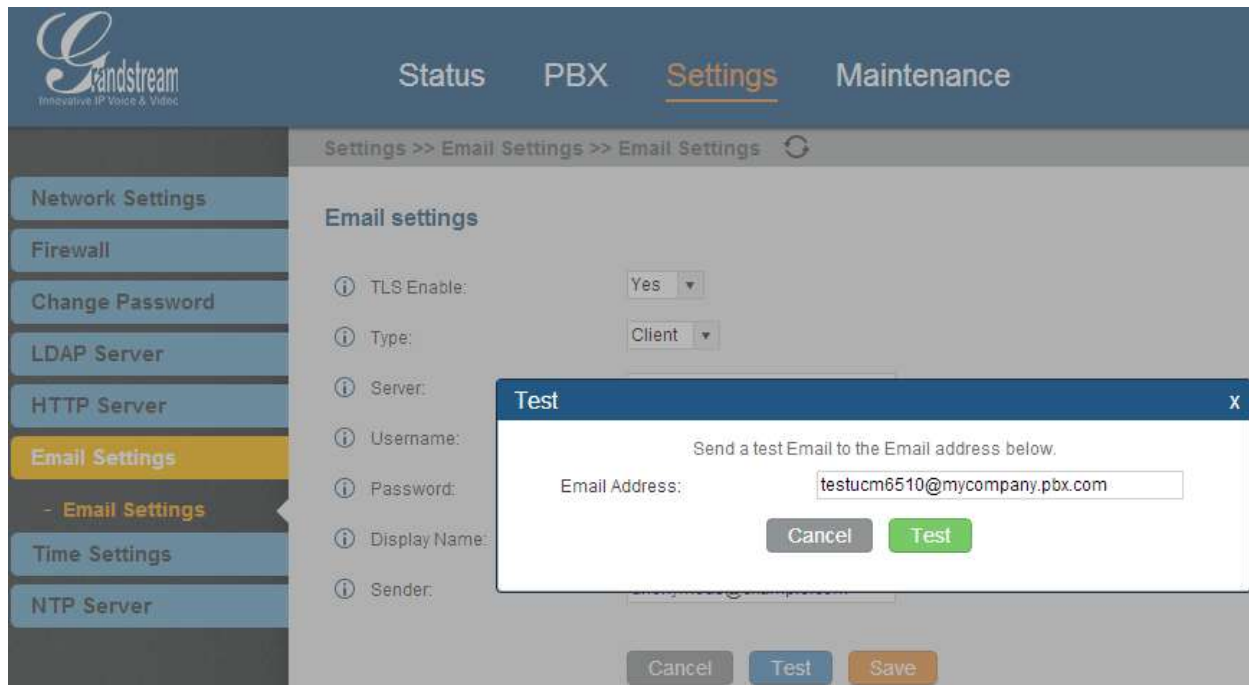 Grandstream
Innovative IP Voice & Video
Status PBX Settings Maintenance
Settings >> Email Settings >> Email Settings
Network Settings
Firewall
Change Password
LDAP Server
HTTP Server
Email Settings
- Email Settings
Time Settings
NTP Server
Email settings
TLS Enable: Yes
Type: Client
Server:
Username:
Password:
Display Name:
Sender:
Test X
Send a test Email to the Email address below.
Email Address: testucm6510@mycompany.pbx.com
Cancel Test
Cancel Test Save